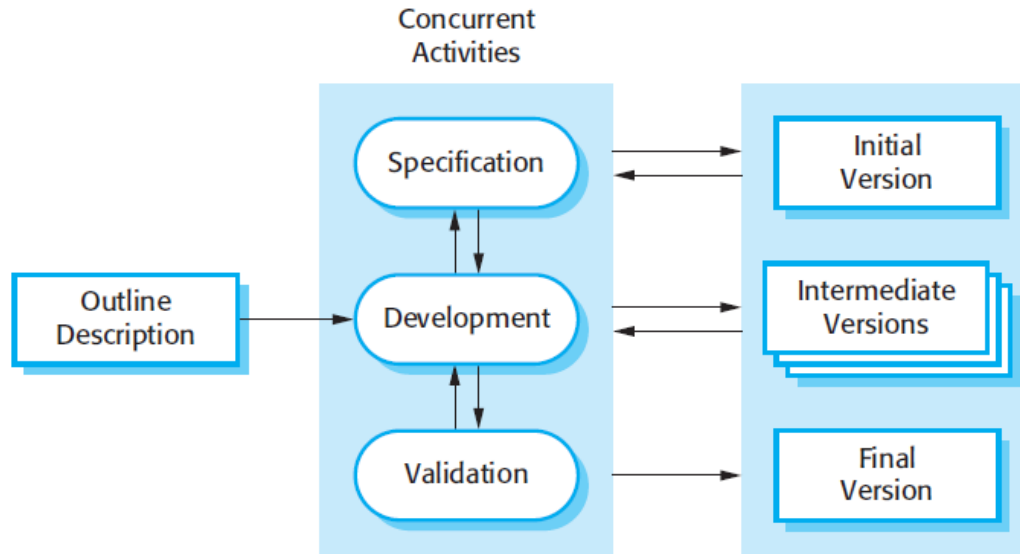 Concurrent
Activities
Specification
Initial
Version
Outline
Description
Development
Intermediate
Versions
Validation
Final
Version